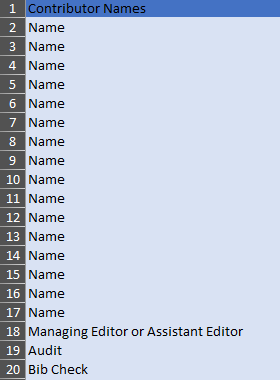 1 Contributor Names
2 Name
3 Name
4 Name
5 Name
6 Name
7 Name
8 Name
9 Name
10 Name
11 Name
12 Name
13 Name
14 Name
15 Name
16 Name
17 Name
18 Managing Editor or Assistant Editor
19 Audit
20 Bib Check